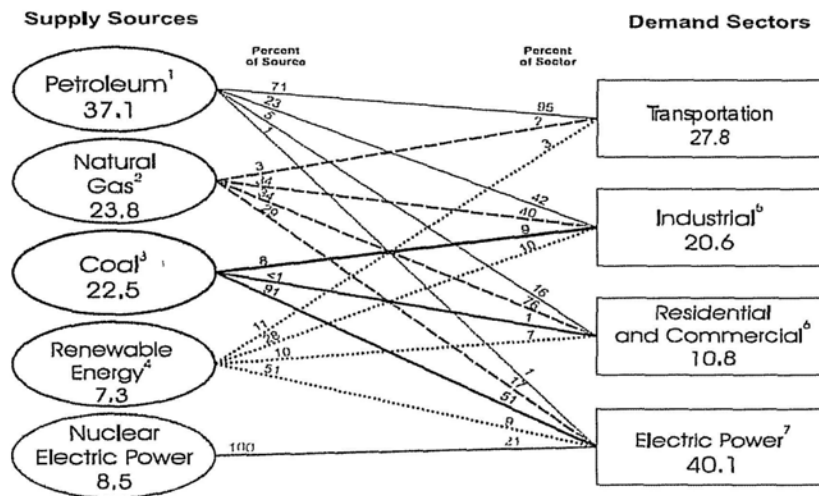 Supply Sources
Demand Sectors
Percent
of Source
Percent
of Sector
Petroleum¹
37.1
Natural
Gas²
23.8
Coal³
22.5
Renewable
Energy⁴
7.3
Nuclear
Electric Power
8.5
71
23
5
1
3
34
34
29
8
<1
91
11
28
10
51
100
95
2
3
42
40
9
10
16
76
1
7
1
17
51
9
21
Transportation
27.8
Industrial⁵
20.6
Residential
and Commercial⁶
10.8
Electric Power⁷
40.1